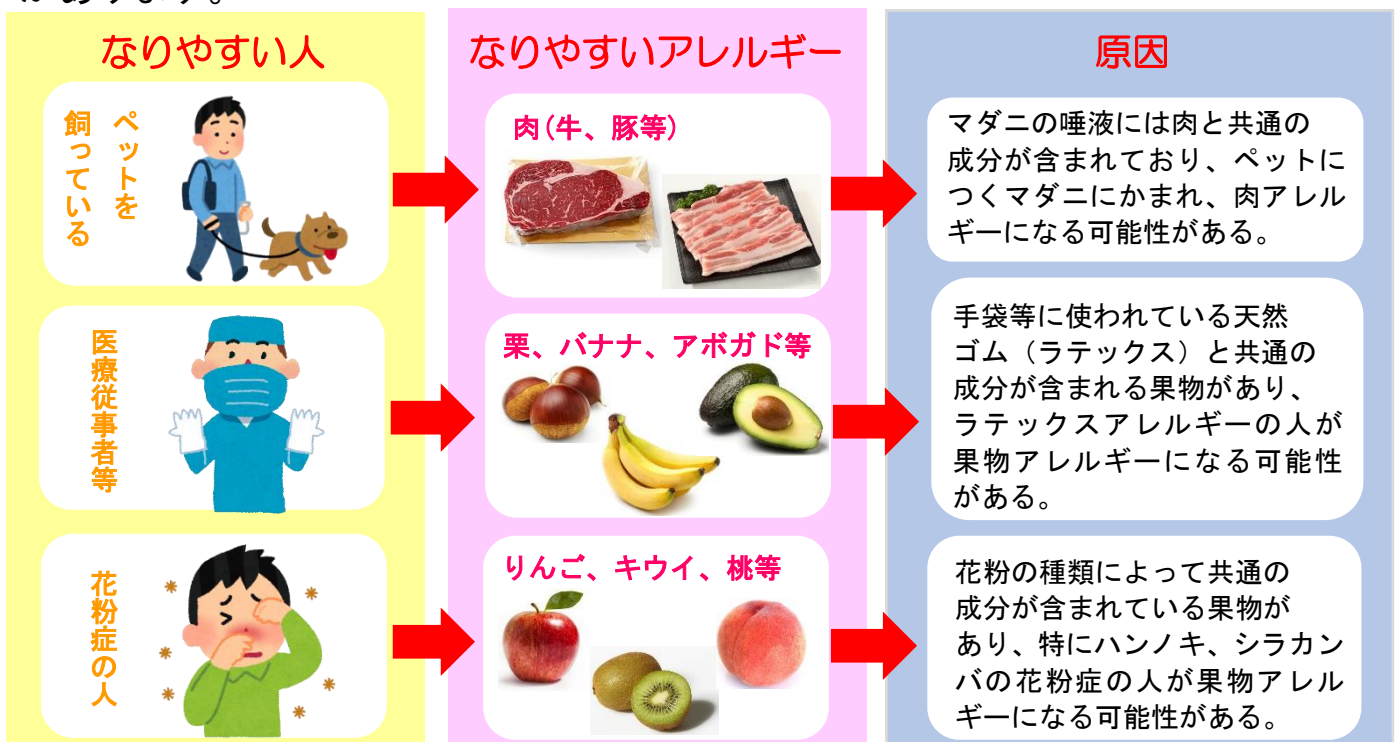 なりやすい人
なりやすいアレルギー
原因
ペットを
飼っている
肉(牛、豚等)
マダニの唾液には肉と共通の
成分が含まれており、ペットに
つくマダニにかまれ、肉アレル
ギーになる可能性がある。
医療従事者等
栗、バナナ、アボガド等
手袋等に使われている天然
ゴム（ラテックス）と共通の
成分が含まれる果物があり、
ラテックスアレルギーの人が
果物アレルギーになる可能性
がある。
花粉症の人
りんご、キウイ、桃等
花粉の種類によって共通の
成分が含まれている果物が
あり、特にハンノキ、シラカン
バの花粉症の人が果物アレル
ギーになる可能性がある。